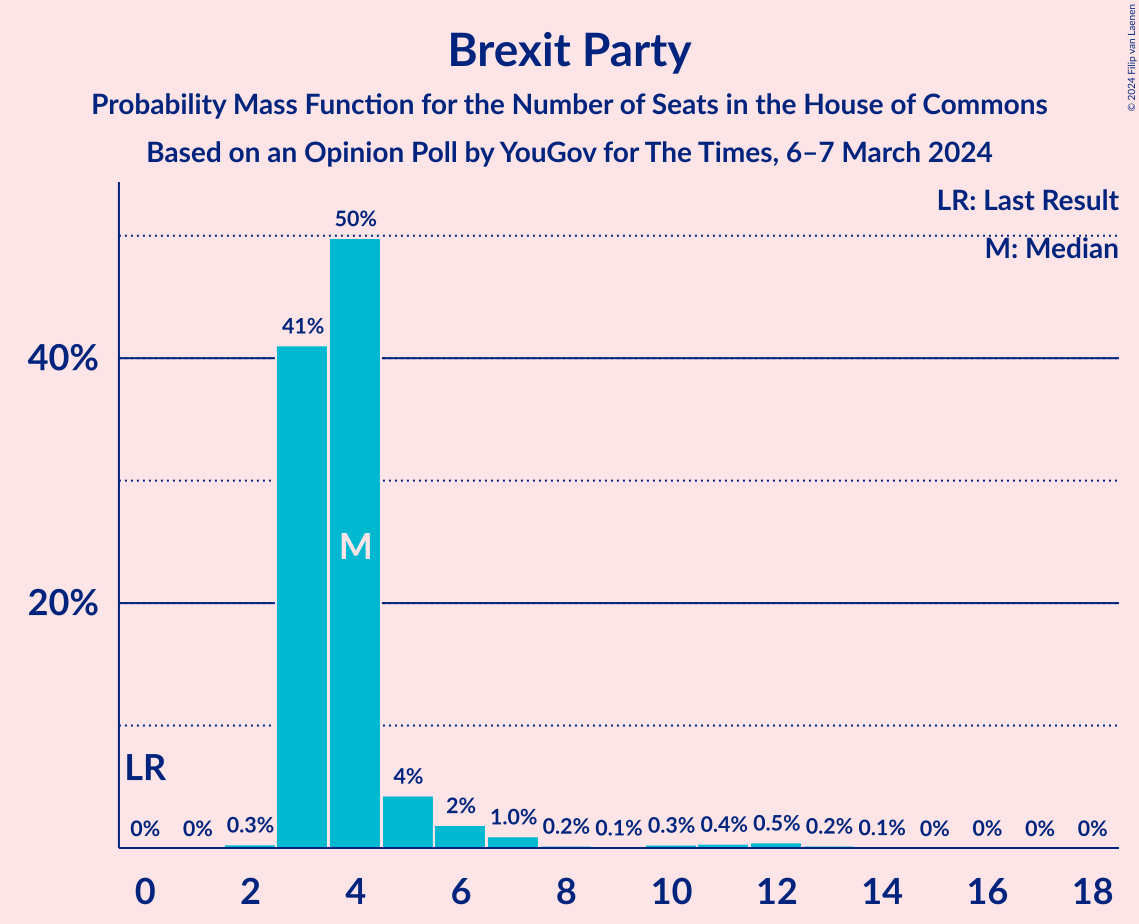 Brexit Party
Probability Mass Function for the Number of Seats in the House of Commons
Based on an Opinion Poll by YouGov for The Times, 6–7 March 2024
© 2024 Filip van Laenen
LR: Last Result
M: Median
50%
41%
40%
M
20%
LR
0% 0% 0.3% 4% 2% 1.0% 0.2% 0.1% 0.3% 0.4% 0.5% 0.2% 0.1% 0% 0% 0% 0%
0 2 4 6 8 10 12 14 16 18